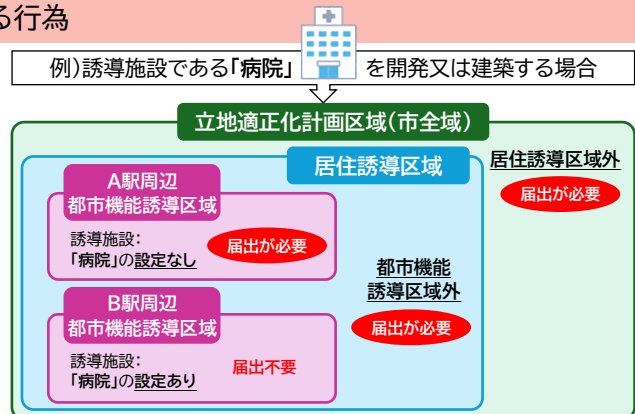 る行為
例)誘導施設である「病院」を開発又は建築する場合
立地適正化計画区域(市全域)
居住誘導区域
居住誘導区域外
届出が必要
A駅周辺
都市機能誘導区域
誘導施設:
「病院」の設定なし
届出が必要
都市機能
誘導区域外
届出が必要
B駅周辺
都市機能誘導区域
誘導施設:
「病院」の設定あり
届出不要